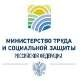 МИНИСТЕРСТВО ТРУДА
И СОЦИАЛЬНОЙ ЗАЩИТЫ
РОССИЙСКОЙ ФЕДЕРАЦИИ